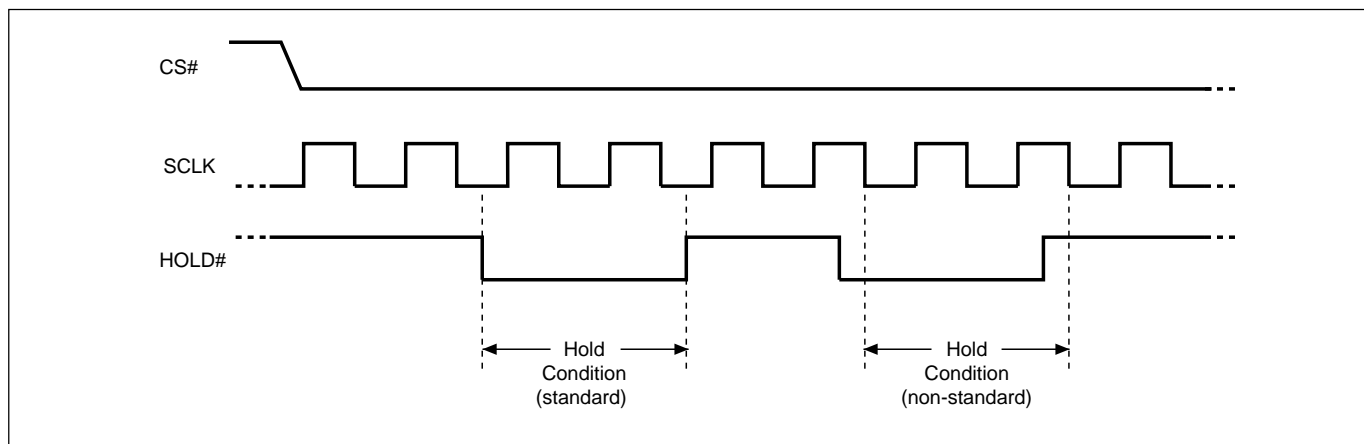 CS#
SCLK
HOLD#
Hold
Condition
(standard)
Hold
Condition
(non-standard)